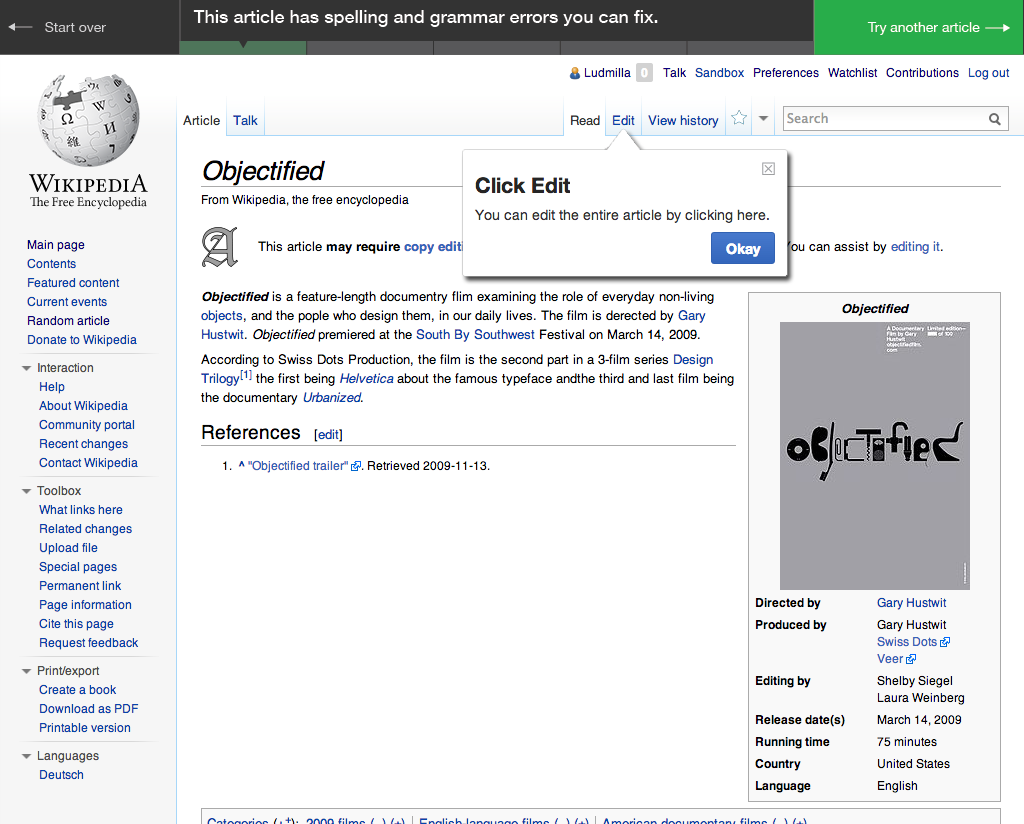 Start over
This article has spelling and grammar errors you can fix.
Try another article
Ludmilla 0 Talk Sandbox Preferences Watchlist Contributions Log out
Article Talk
Read Edit View history
Search
WIKIPEDIA
The Free Encyclopedia
Main page
Contents
Featured content
Current events
Random article
Donate to Wikipedia
Interaction
Help
About Wikipedia
Community portal
Recent changes
Contact Wikipedia
Toolbox
What links here
Related changes
Upload file
Special pages
Permanent link
Page information
Cite this page
Request feedback
Print/export
Create a book
Download as PDF
Printable version
Languages
Deutsch
Objectified
From Wikipedia, the free encyclopedia
Click Edit
You can edit the entire article by clicking here.
Okay
This article may require copy edit
ou can assist by editing it.
Objectified is a feature-length documentry film examining the role of everyday non-living
objects, and the pople who design them, in our daily lives. The film is derected by Gary
Hustwit. Objectified premiered at the South By Southwest Festival on March 14, 2009.
According to Swiss Dots Production, the film is the second part in a 3-film series Design
Trilogy[1] the first being Helvetica about the famous typeface andthe third and last film being
the documentary Urbanized.
References [edit]
1. ^ "Objectified trailer". Retrieved 2009-11-13.
Objectified
A Documentary Limited edition
Film by Gary of 100
Hustwit
objectifiedfilm.
com
objectified
Directed by Gary Hustwit
Produced by Gary Hustwit
Swiss Dots
Veer
Editing by Shelby Siegel
Laura Weinberg
Release date(s) March 14, 2009
Running time 75 minutes
Country United States
Language English
Categories (++): 2009 films (-) (±) | English-language films (-) (±) | American documentary films (-) (±)